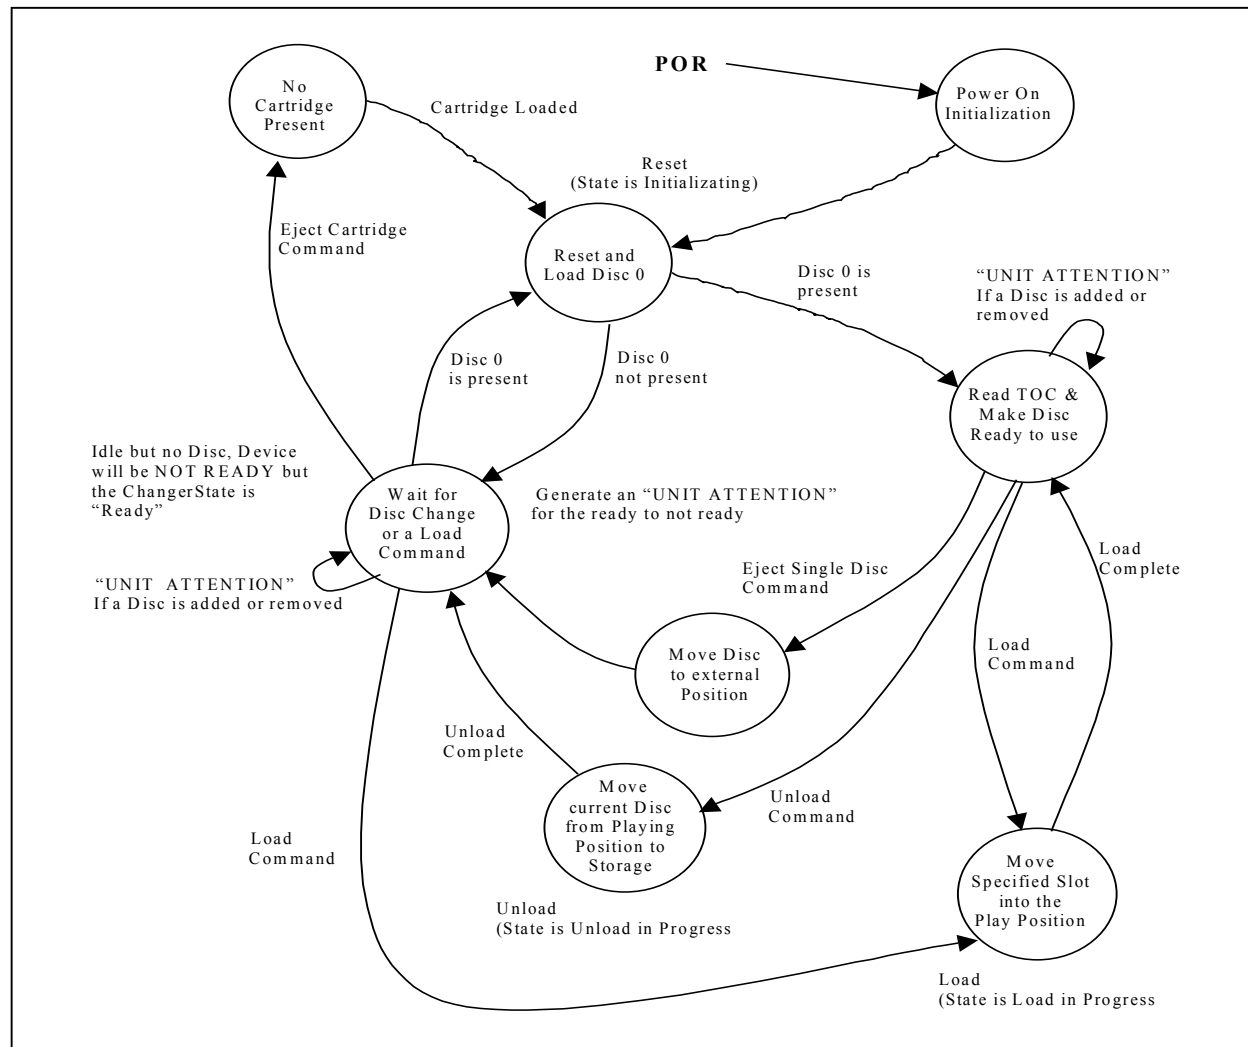 POR
No
Cartridge
Present
Power On
Initialization
Cartridge Loaded
Reset
(State is Initializating)
Eject Cartridge
Command
Reset and
Load Disc 0
Disc 0 is
present
“UNIT ATTENTION”
If a Disc is added or
removed
Disc 0
is present
Disc 0
not present
Read TOC &
Make Disc
Ready to use
Idle but no Disc, Device
will be NOT READY but
the ChangerState is
“Ready”
Wait for
Disc Change
or a Load
Command
Generate an “UNIT ATTENTION”
for the ready to not ready
“UNIT ATTENTION”
If a Disc is added or removed
Eject Single Disc
Command
Load
Complete
Move Disc
to external
Position
Load
Command
Unload
Complete
Move
current Disc
from Playing
Position to
Storage
Unload
Command
Load
Command
Move
Specified Slot
into the
Play Position
Unload
(State is Unload in Progress
Load
(State is Load in Progress